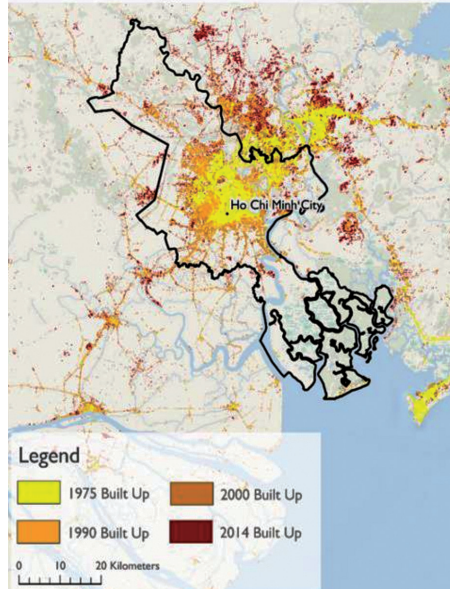 Ho Chi Minh City
Legend
1975 Built Up
2000 Built Up
1990 Built Up
2014 Built Up
0 10 20 Kilometers